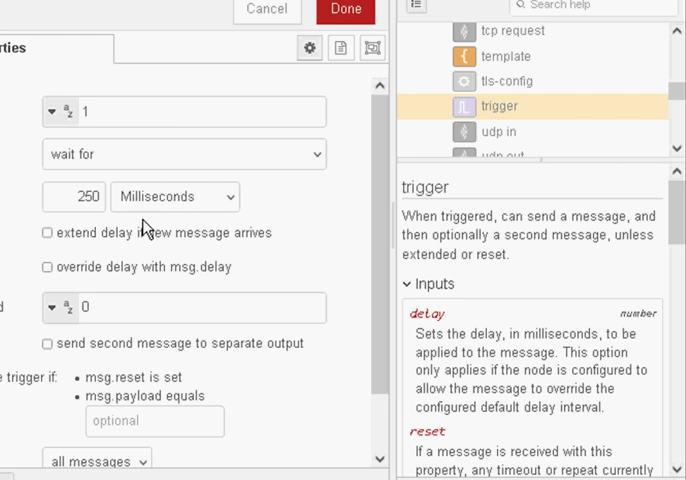 Cancel
Done
Search help
rties
a
z
1
wait for
250
Milliseconds
extend delay if new message arrives
override delay with msg.delay
d
a
z
0
send second message to separate output
e trigger if:
• msg.reset is set
• msg.payload equals
optional
all messages
tcp request
template
tls-config
trigger
udp in
udp out
trigger
When triggered, can send a message, and
then optionally a second message, unless
extended or reset.
Inputs
delay
number
Sets the delay, in milliseconds, to be
applied to the message. This option
only applies if the node is configured to
allow the message to override the
configured default delay interval.
reset
If a message is received with this
property, any timeout or repeat currently